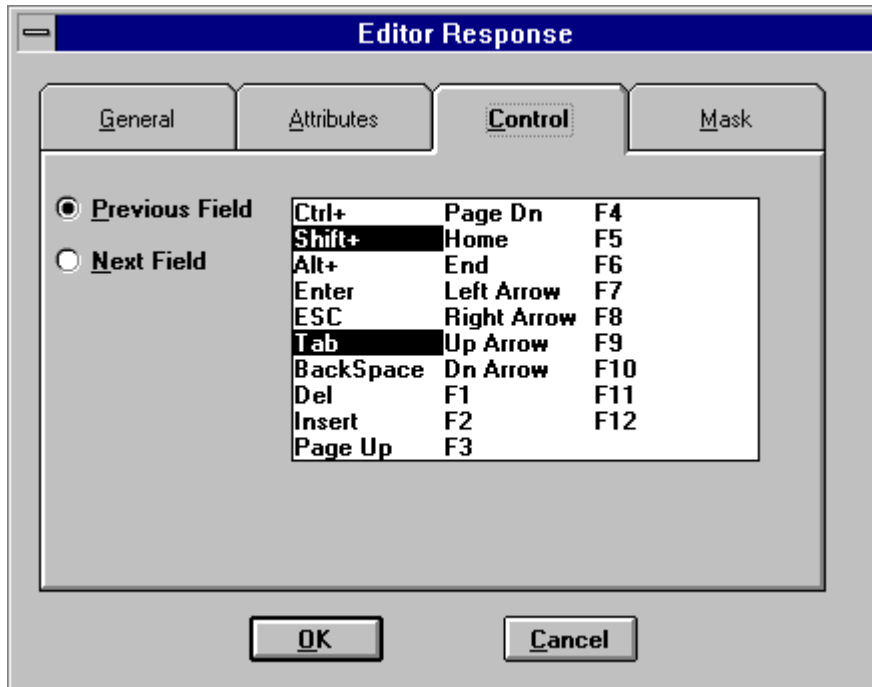 Editor Response
General Attributes Control Mask
Previous Field
Next Field
Ctrl+ Page Dn F4
Shift+ Home F5
Alt+ End F6
Enter Left Arrow F7
ESC Right Arrow F8
Tab Up Arrow F9
BackSpace Dn Arrow F10
Del F1 F11
Insert F2 F12
Page Up F3
OK Cancel